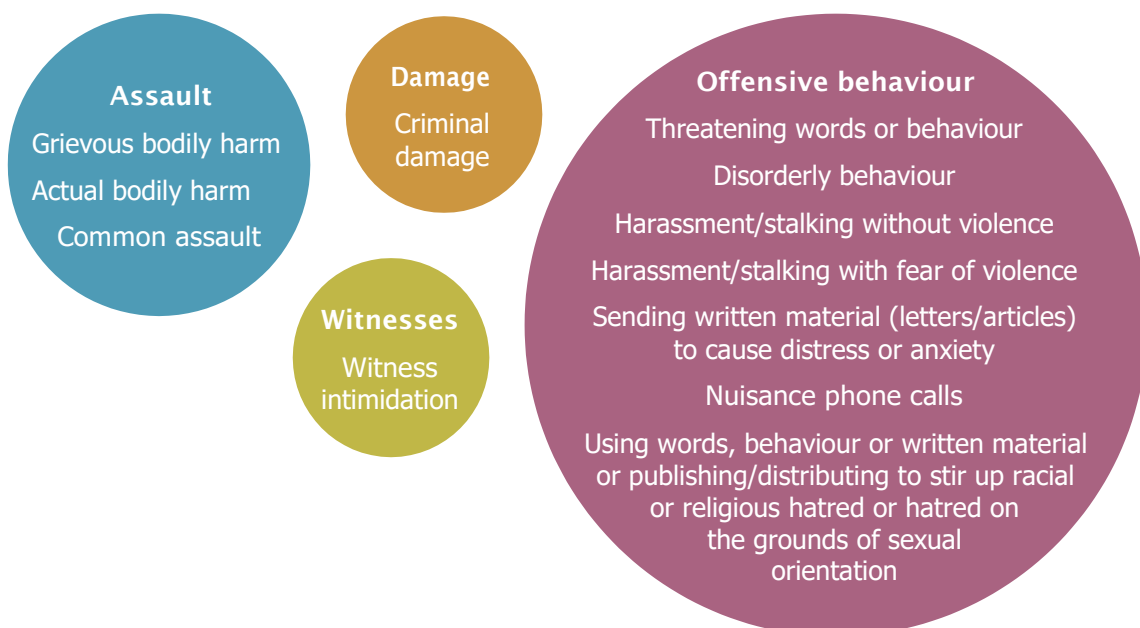 Assault
Grievous bodily harm
Actual bodily harm
Common assault
Damage
Criminal
damage
Witnesses
Witness
intimidation
Offensive behaviour
Threatening words or behaviour
Disorderly behaviour
Harassment/stalking without violence
Harassment/stalking with fear of violence
Sending written material (letters/articles)
to cause distress or anxiety
Nuisance phone calls
Using words, behaviour or written material
or publishing/distributing to stir up racial
or religious hatred or hatred on
the grounds of sexual
orientation